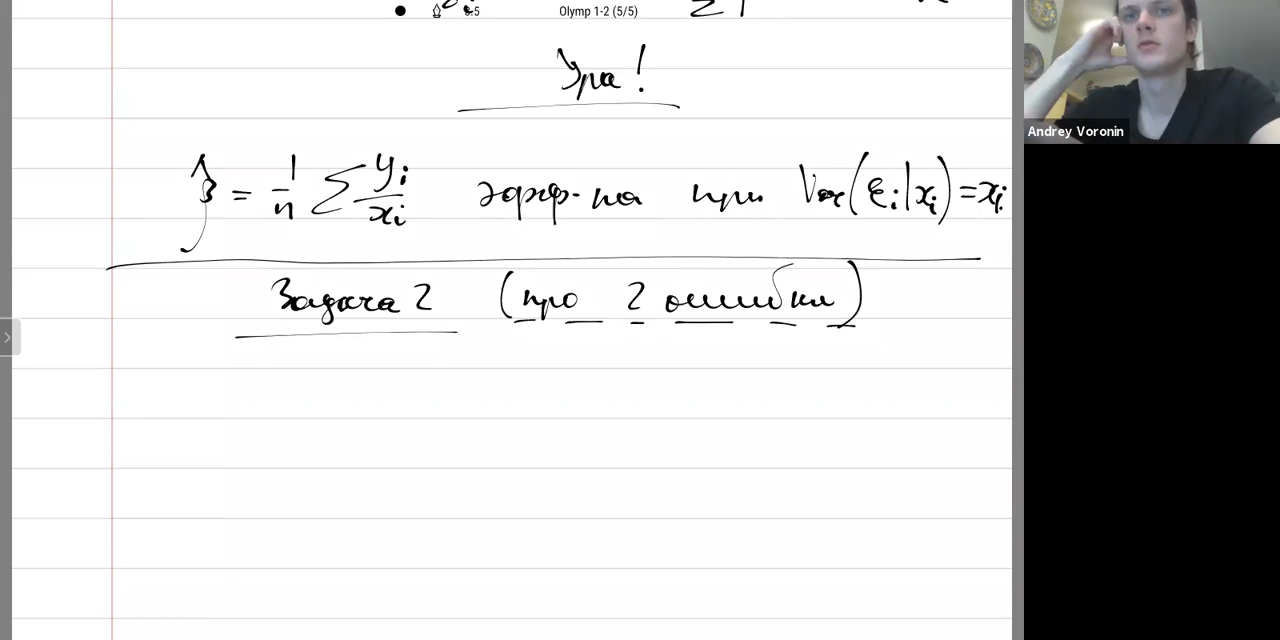 Olymp 1-2 (5/5)
Ура!
β̂ = 1/n Σ yᵢ/xᵢ эфф-на при Var(εᵢ|xᵢ)=xᵢ
Задача 2 (про 2 ошибки)
Andrey Voronin